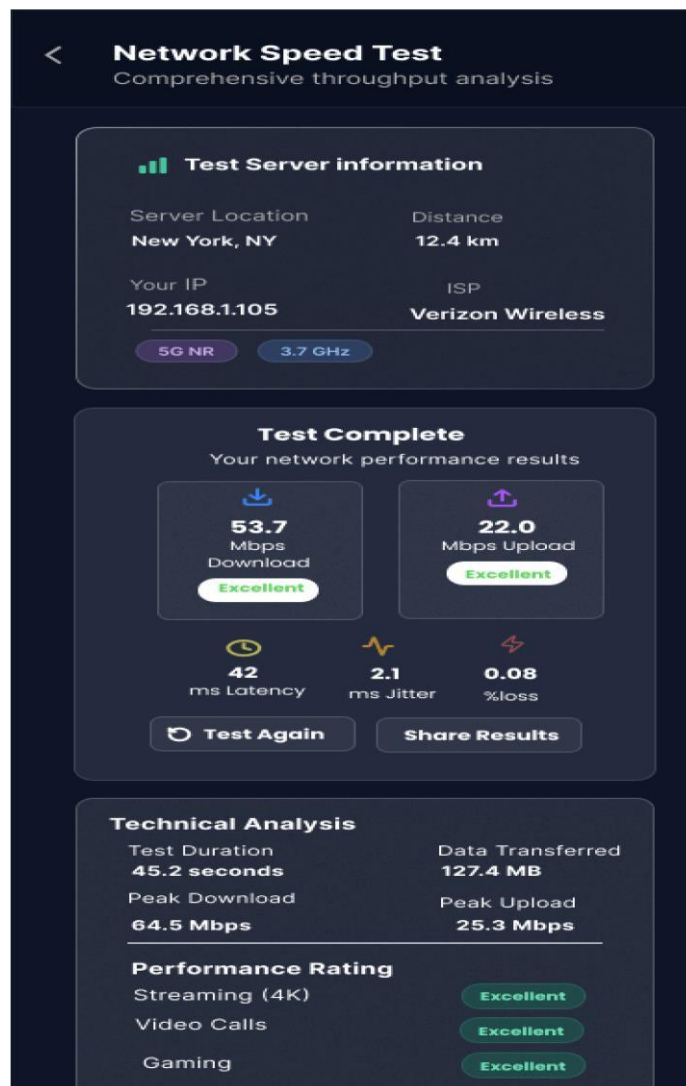 Network Speed Test
Comprehensive throughput analysis
Test Server information
Server Location
Distance
New York, NY
12.4 km
Your IP
ISP
192.168.1.105
Verizon Wireless
5G NR
3.7 GHz
Test Complete
Your network performance results
53.7
Mbps
Download
Excellent
22.0
Mbps Upload
Excellent
42
ms Latency
2.1
ms Jitter
0.08
%loss
Test Again
Share Results
Technical Analysis
Test Duration
Data Transferred
45.2 seconds
127.4 MB
Peak Download
Peak Upload
64.5 Mbps
25.3 Mbps
Performance Rating
Streaming (4K)
Excellent
Video Calls
Excellent
Gaming
Excellent